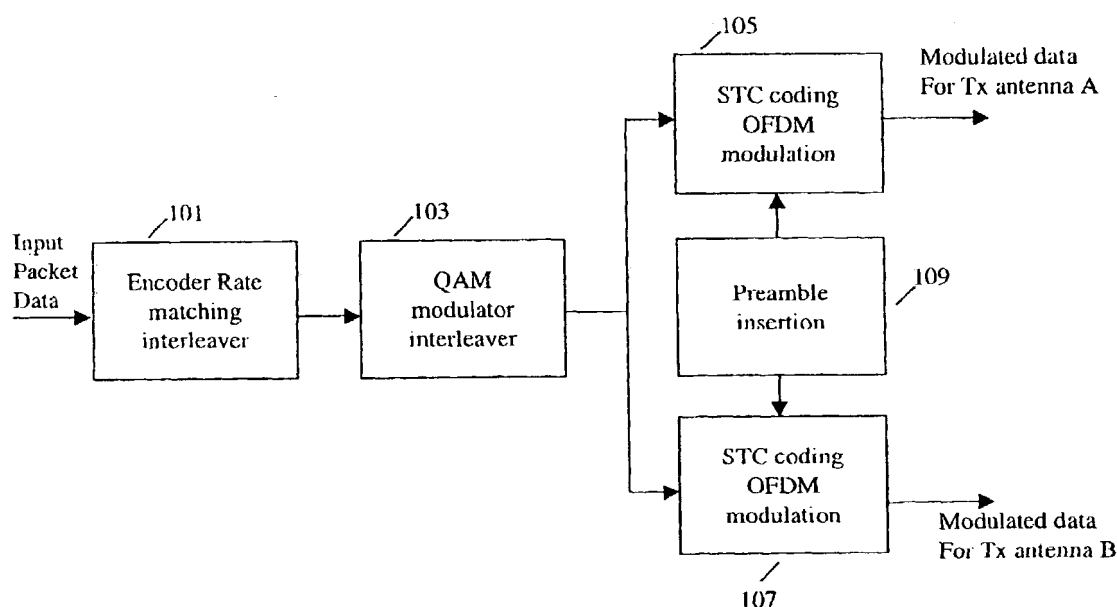 105
Modulated data
For Tx antenna A
STC coding
OFDM
modulation
101
103
Input
Packet
Data
Encoder Rate
matching
interleaver
QAM
modulator
interleaver
Preamble
insertion
109
STC coding
OFDM
modulation
Modulated data
For Tx antenna B
107